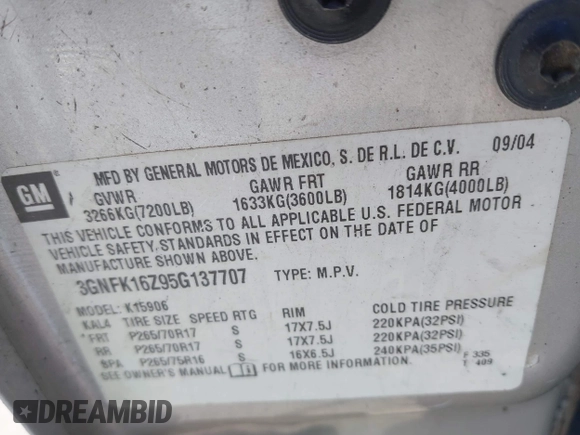 MFD BY GENERAL MOTORS DE MEXICO, S. DE R.L. DE C.V. 09/04
GM
GVWR GAWR FRT GAWR RR
3266KG(7200LB) 1633KG(3600LB) 1814KG(4000LB)
THIS VEHICLE CONFORMS TO ALL APPLICABLE U.S. FEDERAL MOTOR
VEHICLE SAFETY STANDARDS IN EFFECT ON THE DATE OF
MANUFACTURE SHOWN ABOVE.
3GNFK16Z95G137707 TYPE: M.P.V.
MODEL: K15906
KAL4 TIRE SIZE SPEED RTG RIM COLD TIRE PRESSURE
FRT P265/70R17 S 17X7.5J 220KPA(32PSI)
RR P265/70R17 S 17X7.5J 220KPA(32PSI)
SPA P265/75R16 S 16X6.5J 240KPA(35PSI)
SEE OWNER'S MANUAL FOR MORE INFORMATION. F 335
T 409
DREAMBID